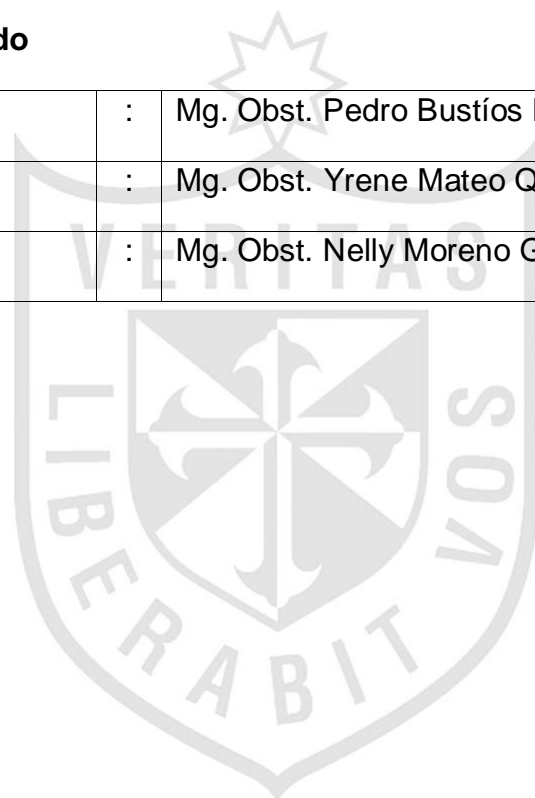 do
: Mg. Obst. Pedro Bustíos
: Mg. Obst. Yrene Mateo
: Mg. Obst. Nelly Moreno
VERITAS
LIBERABIT VOS